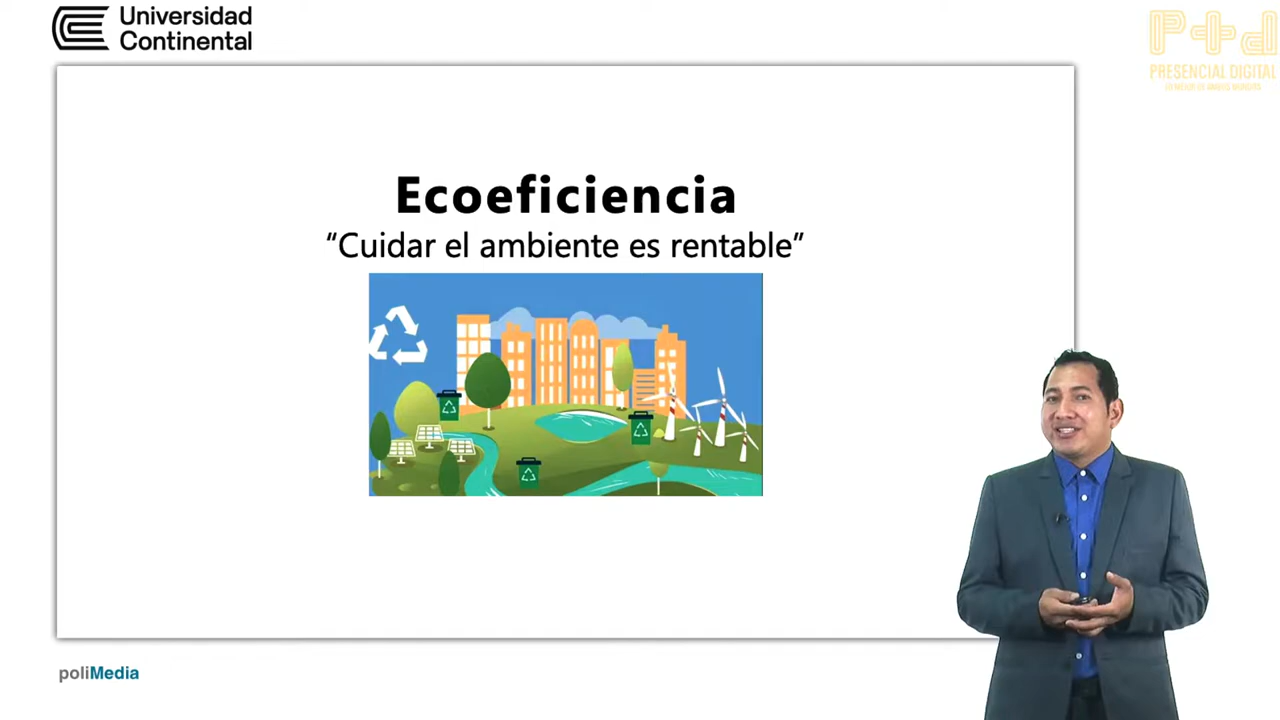 Universidad
Continental
P+d
PRESENCIAL DIGITAL
Ecoeficiencia
“Cuidar el ambiente es rentable”
poliMedia